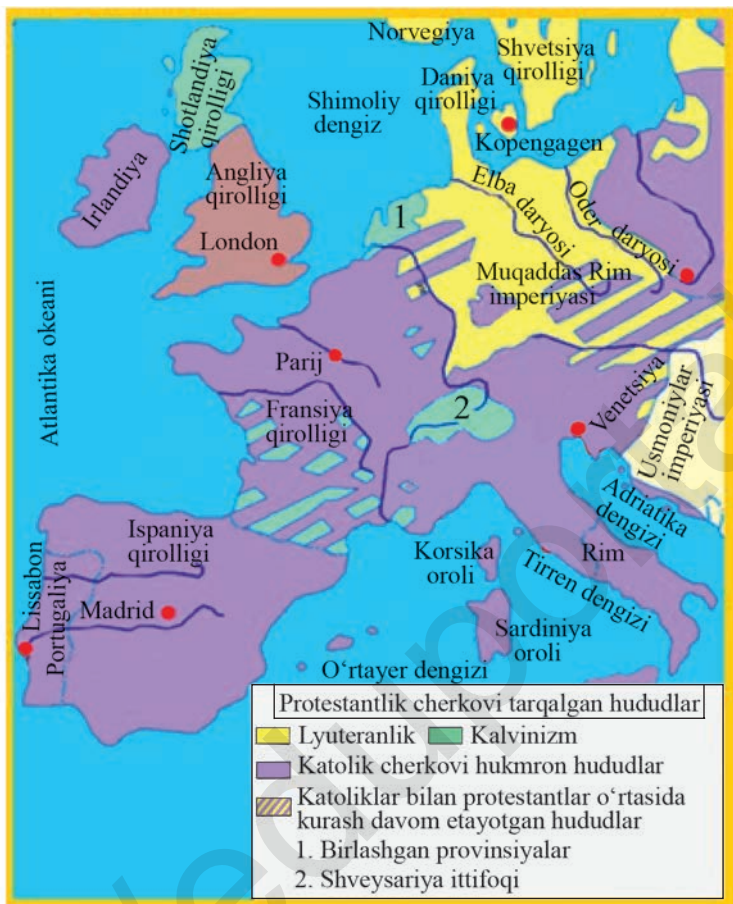 Norvegiya
Shvetsiya
qirolligi
Daniya
qirolligi
Shotlandiya
qirolligi
Shimoliy
dengiz
Kopengagen
Irlandiya
Angliya
qirolligi
London
1
Elba daryosi
Oder daryosi
Muqaddas Rim
imperiyasi
Atlantika okeani
Parij
Fransiya
qirolligi
2
Venetsiya
Usmoniylar
imperiyasi
Adriatika
dengizi
Ispaniya
qirolligi
Korsika
oroli
Rim
Tirren dengizi
Lissabon
Portugaliya
Madrid
Sardiniya
oroli
O‘rtayer dengizi
Protestantlik cherkovi tarqalgan hududlar
Lyuteranlik Kalvinizm
Katolik cherkovi hukmron hududlar
Katoliklar bilan protestantlar o‘rtasida
kurash davom etayotgan hududlar
1. Birlashgan provinsiyalar
2. Shveysariya ittifoqi